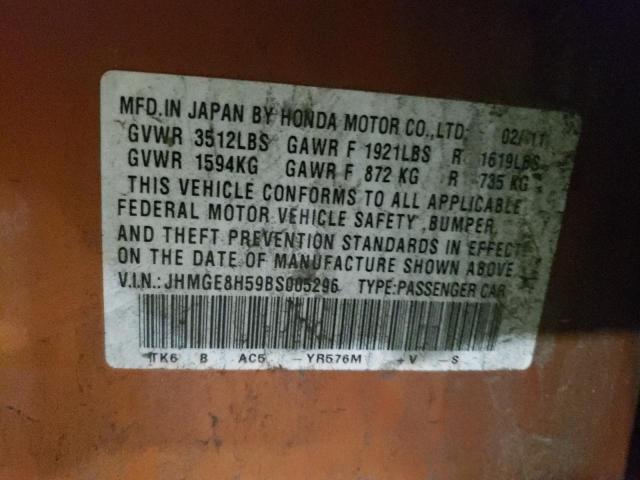 MFD.IN JAPAN BY HONDA MOTOR CO.,LTD: 02/11
GVWR 3512LBS GAWR F 1921LBS R 1619LBS
GVWR 1594KG GAWR F 872 KG R 735 KG
THIS VEHICLE CONFORMS TO ALL APPLICABLE
FEDERAL MOTOR VEHICLE SAFETY ,BUMPER,
AND THEFT PREVENTION STANDARDS IN EFFECT
ON THE DATE OF MANUFACTURE SHOWN ABOVE.
V.I.N.: JHMGE8H59BS005296 TYPE:PASSENGER CAR
TK6 B AC5 -YR576M +V -S